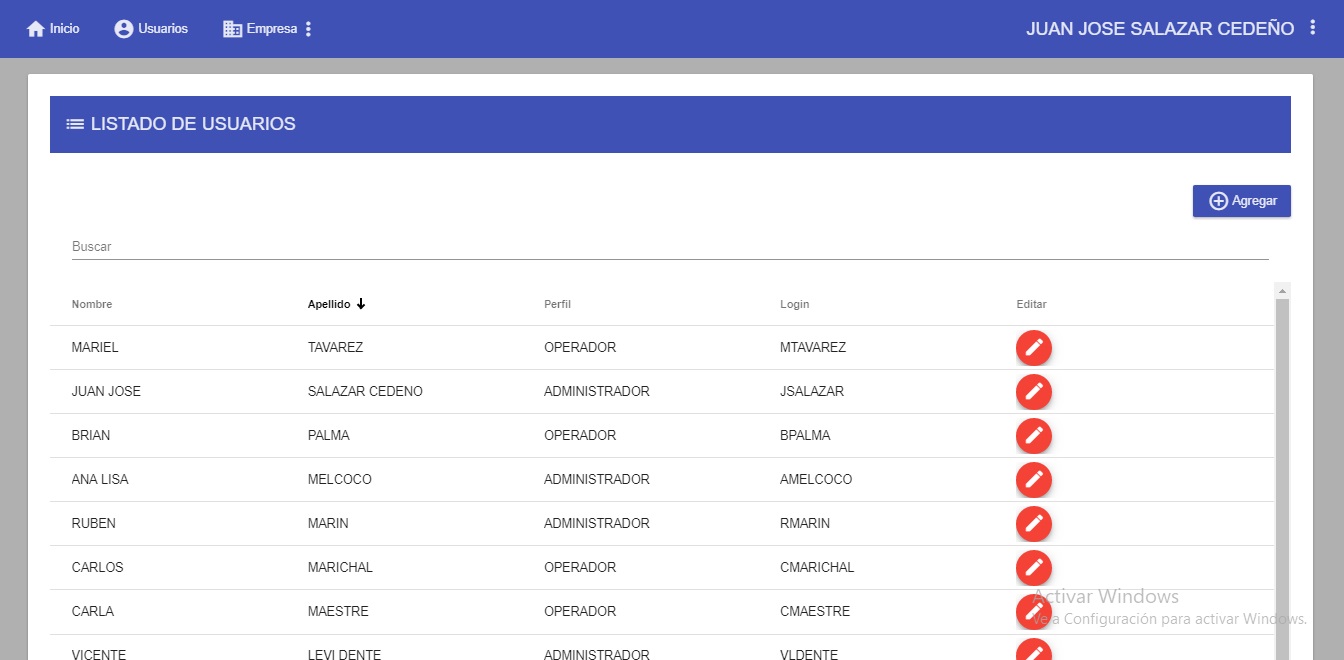 Inicio Usuarios Empresa JUAN JOSE SALAZAR CEDEÑO
LISTADO DE USUARIOS
Agregar
Buscar
Nombre Apellido Perfil Login Editar
MARIEL TAVAREZ OPERADOR MTAVAREZ
JUAN JOSE SALAZAR CEDENO ADMINISTRADOR JSALAZAR
BRIAN PALMA OPERADOR BPALMA
ANA LISA MELCOCO ADMINISTRADOR AMELCOCO
RUBEN MARIN ADMINISTRADOR RMARIN
CARLOS MARICHAL OPERADOR CMARICHAL
Activar Windows
CARLA MAESTRE OPERADOR CMAESTRE
Ve a Configuración para activar Windows.
VICENTE LEVI DENTE ADMINISTRADOR VLDENTE